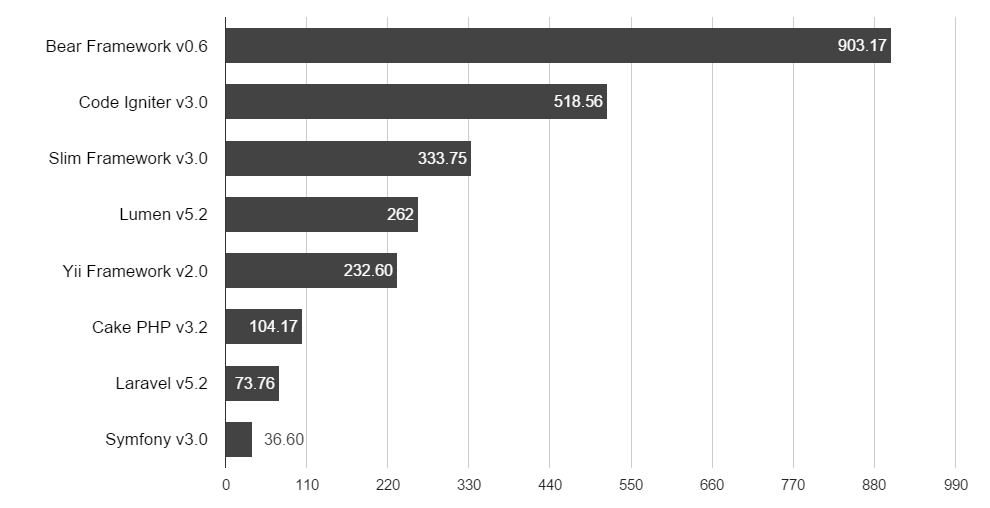 Bear Framework v0.6 903.17
Code Igniter v3.0 518.56
Slim Framework v3.0 333.75
Lumen v5.2 262
Yii Framework v2.0 232.60
Cake PHP v3.2 104.17
Laravel v5.2 73.76
Symfony v3.0 36.60
0 110 220 330 440 550 660 770 880 990